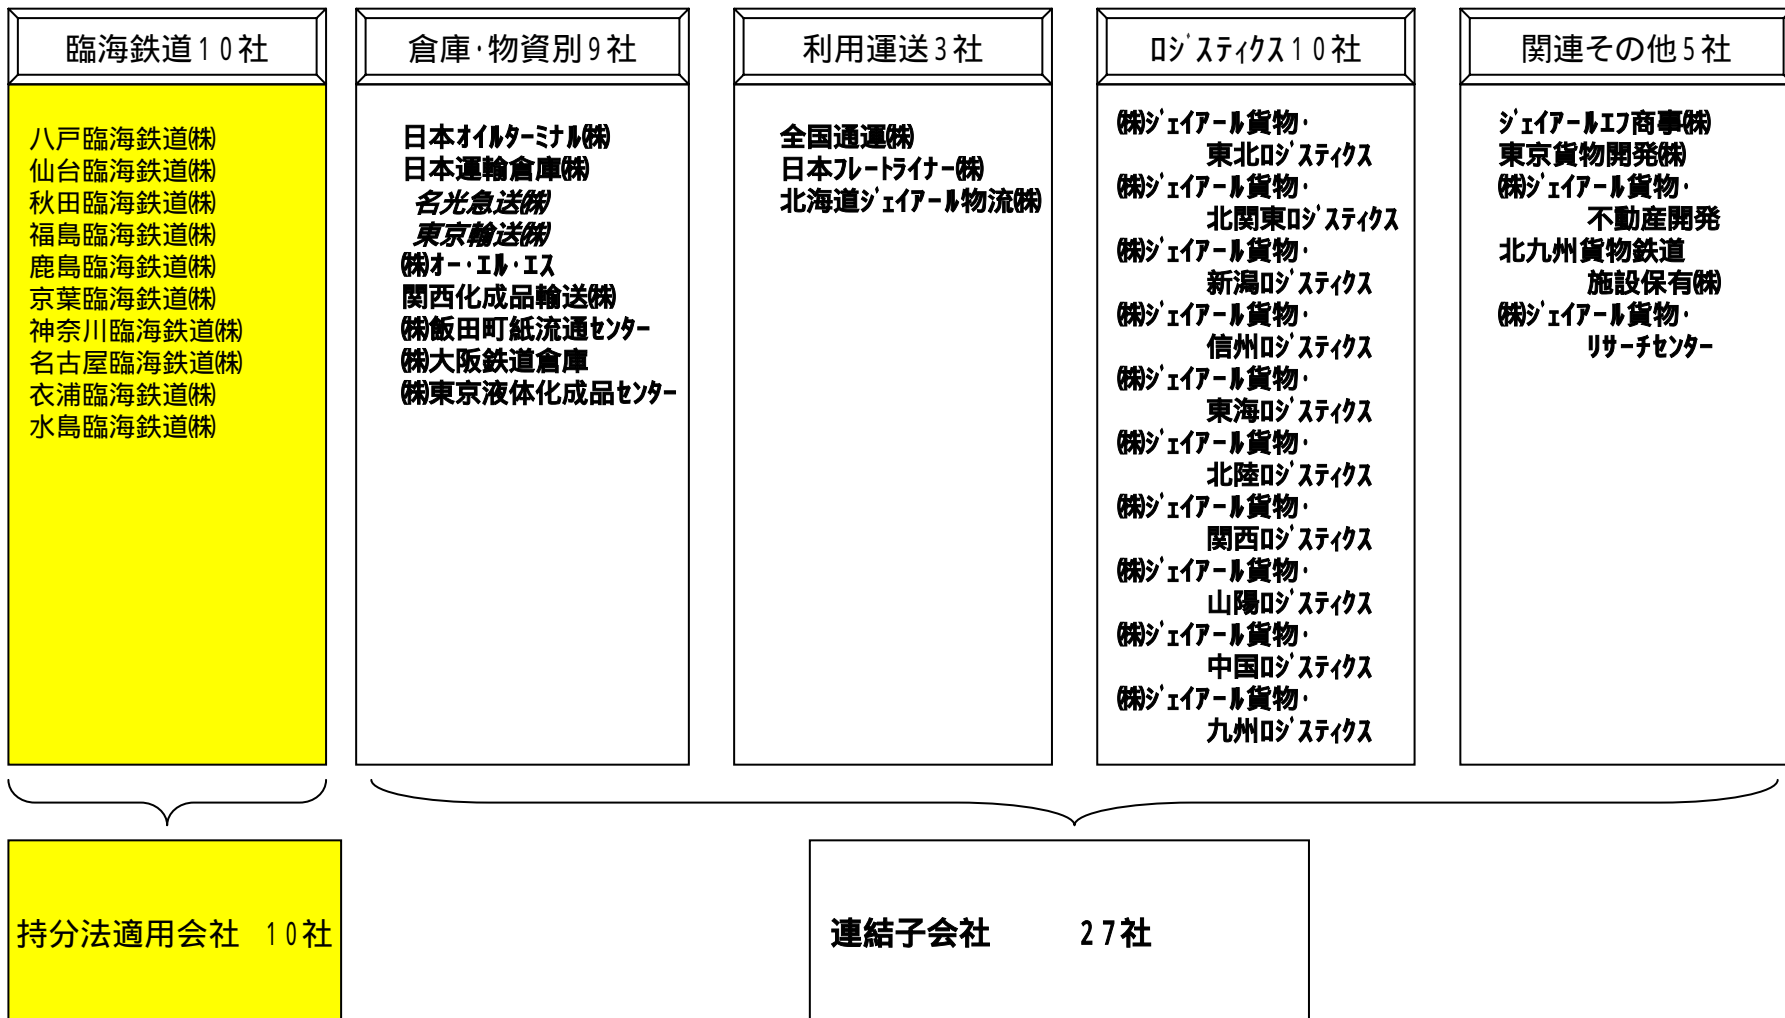 臨海鉄道10社
八戸臨海鉄道㈱
仙台臨海鉄道㈱
秋田臨海鉄道㈱
福島臨海鉄道㈱
鹿島臨海鉄道㈱
京葉臨海鉄道㈱
神奈川臨海鉄道㈱
名古屋臨海鉄道㈱
衣浦臨海鉄道㈱
水島臨海鉄道㈱
倉庫･物資別9社
日本ｵｲﾙﾀｰﾐﾅﾙ㈱
日本運輸倉庫㈱
名光急送㈱
東京輸送㈱
㈱ｵｰ･ｴﾙ･ｴｽ
関西化成品輸送㈱
㈱飯田町紙流通ｾﾝﾀｰ
㈱大阪鉄道倉庫
㈱東京液体化成品ｾﾝﾀｰ
利用運送3社
全国通運㈱
日本ﾌﾚｰﾄﾗｲﾅｰ㈱
北海道ｼﾞｪｲｱｰﾙ物流㈱
ﾛｼﾞｽﾃｨｸｽ10社
㈱ｼﾞｪｲｱｰﾙ貨物･
東北ﾛｼﾞｽﾃｨｸｽ
㈱ｼﾞｪｲｱｰﾙ貨物･
北関東ﾛｼﾞｽﾃｨｸｽ
㈱ｼﾞｪｲｱｰﾙ貨物･
新潟ﾛｼﾞｽﾃｨｸｽ
㈱ｼﾞｪｲｱｰﾙ貨物･
信州ﾛｼﾞｽﾃｨｸｽ
㈱ｼﾞｪｲｱｰﾙ貨物･
東海ﾛｼﾞｽﾃｨｸｽ
㈱ｼﾞｪｲｱｰﾙ貨物･
北陸ﾛｼﾞｽﾃｨｸｽ
㈱ｼﾞｪｲｱｰﾙ貨物･
関西ﾛｼﾞｽﾃｨｸｽ
㈱ｼﾞｪｲｱｰﾙ貨物･
山陽ﾛｼﾞｽﾃｨｸｽ
㈱ｼﾞｪｲｱｰﾙ貨物･
中国ﾛｼﾞｽﾃｨｸｽ
㈱ｼﾞｪｲｱｰﾙ貨物･
九州ﾛｼﾞｽﾃｨｸｽ
関連その他5社
ｼﾞｪｲｱｰﾙｴﾌ商事㈱
東京貨物開発㈱
㈱ｼﾞｪｲｱｰﾙ貨物･
不動産開発
北九州貨物鉄道
施設保有㈱
㈱ｼﾞｪｲｱｰﾙ貨物･
ﾘｻｰﾁｾﾝﾀｰ
持分法適用会社　10社
連結子会社　　　27社